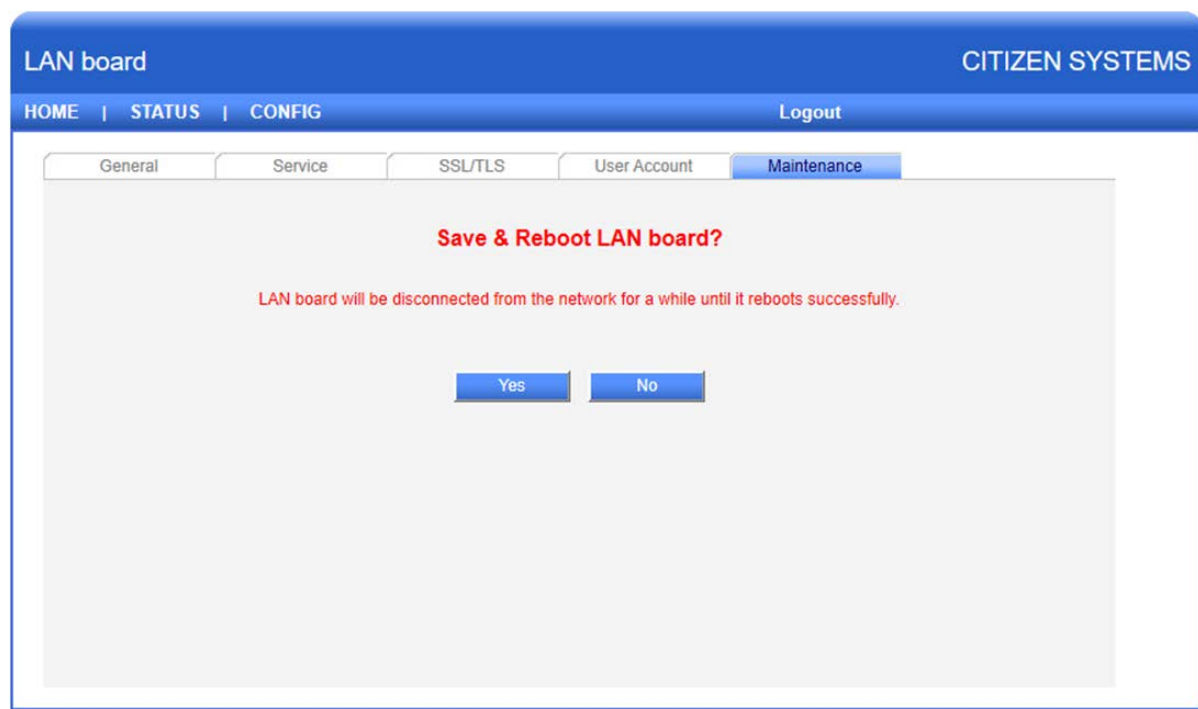 LAN board CITIZEN SYSTEMS
HOME | STATUS | CONFIG Logout
General Service SSL/TLS User Account Maintenance
Save & Reboot LAN board?
LAN board will be disconnected from the network for a while until it reboots successfully.
Yes No